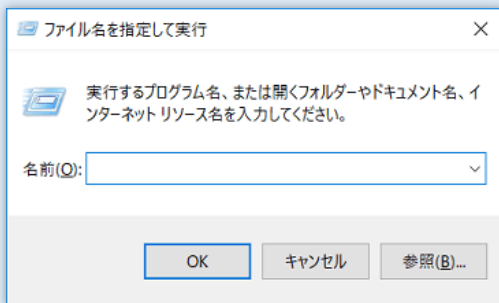 ファイル名を指定して実行
実行するプログラム名、または開くフォルダーやドキュメント名、イ
ンターネット リソース名を入力してください。
名前(O):
OK キャンセル 参照(B)...